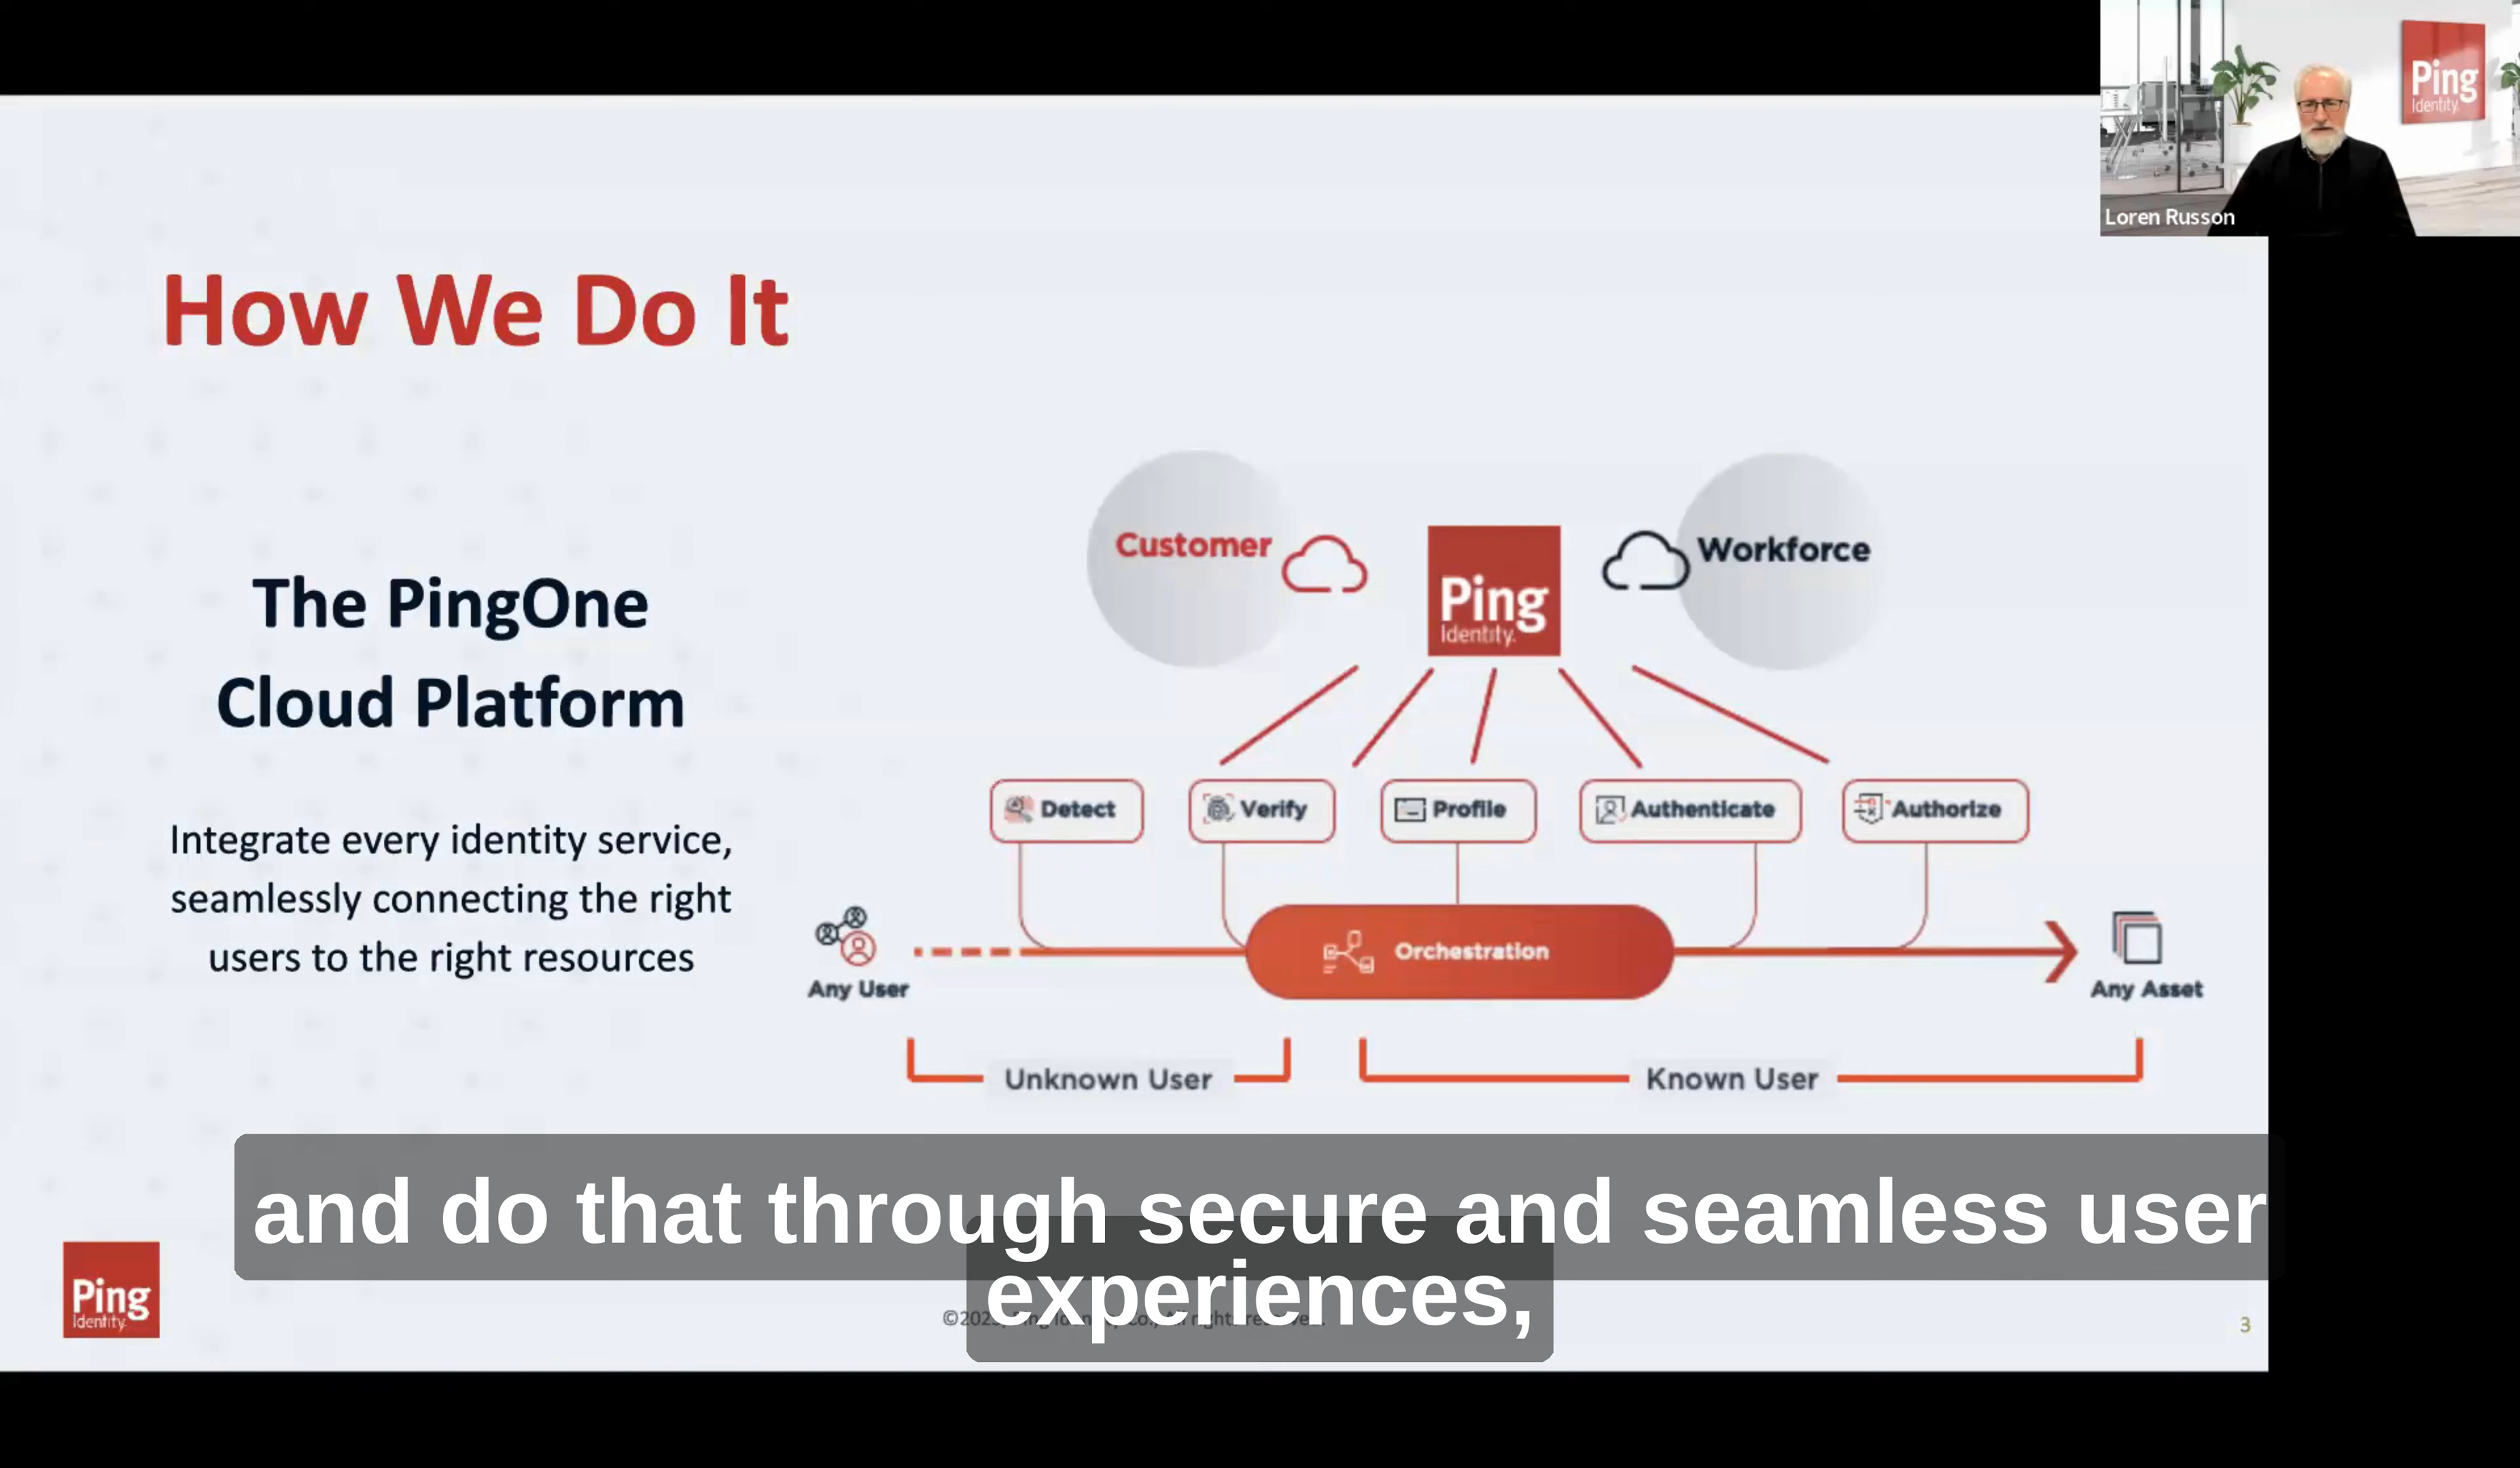 Ping
Identity.
Loren Russon
How We Do It
The PingOne
Cloud Platform
Integrate every identity service,
seamlessly connecting the right
users to the right resources
Customer
Ping
Identity.
Workforce
Detect
Verify
Profile
Authenticate
Authorize
Any User
Orchestration
Any Asset
Unknown User
Known User
and do that through secure and seamless user
experiences,
Ping
Identity.
3